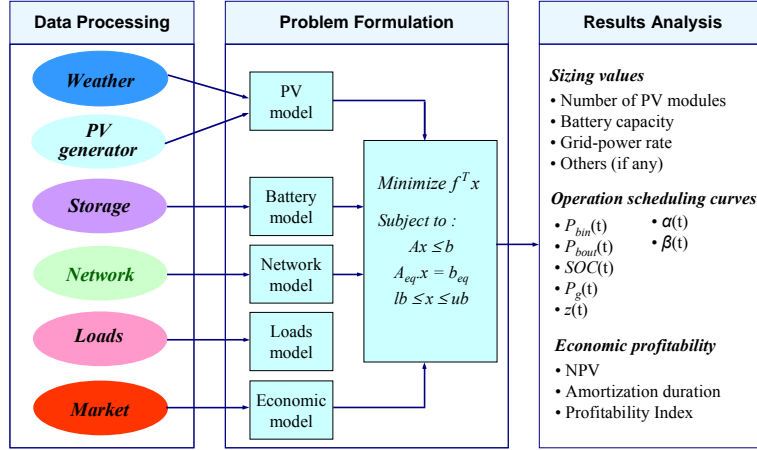 Data Processing
Weather
PV
generator
Storage
Network
Loads
Market
Problem Formulation
PV
model
Battery
model
Network
model
Loads
model
Economic
model
Minimize f^T x
Subject to :
Ax ≤ b
A_eq.x = b_eq
lb ≤ x ≤ ub
Results Analysis
Sizing values
• Number of PV modules
• Battery capacity
• Grid-power rate
• Others (if any)
Operation scheduling curves
• P_bin(t)
• P_bout(t)
• SOC(t)
• P_g(t)
• z(t)
• α(t)
• β(t)
Economic profitability
• NPV
• Amortization duration
• Profitability Index